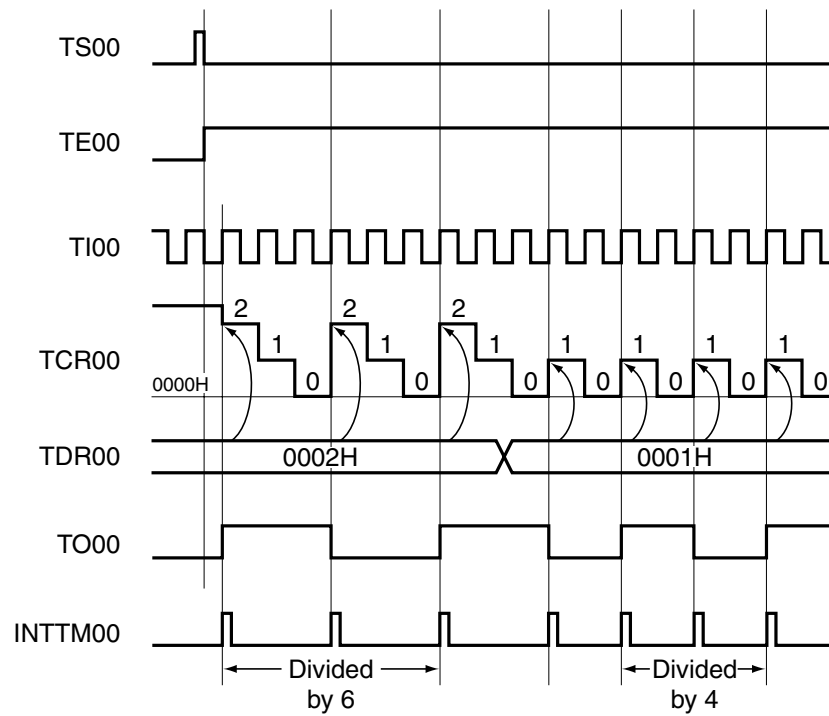 TS00
TE00
TI00
TCR00
2
1
0
2
1
0
2
1
0
1
0
1
0
1
0
1
0
0000H
TDR00
0002H
0001H
TO00
INTTM00
Divided
by 6
Divided
by 4